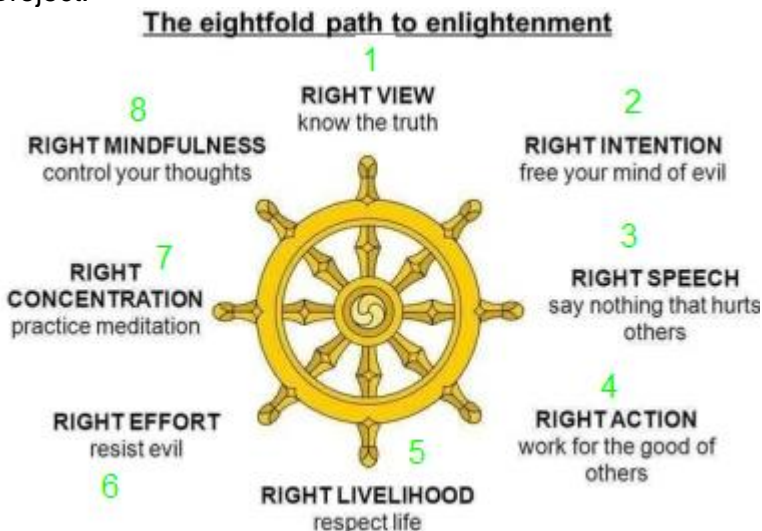 The eightfold path to enlightenment
1
RIGHT VIEW
know the truth
2
RIGHT INTENTION
free your mind of evil
3
RIGHT SPEECH
say nothing that hurts
others
4
RIGHT ACTION
work for the good of
others
5
RIGHT LIVELIHOOD
respect life
6
RIGHT EFFORT
resist evil
7
RIGHT
CONCENTRATION
practice meditation
8
RIGHT MINDFULNESS
control your thoughts